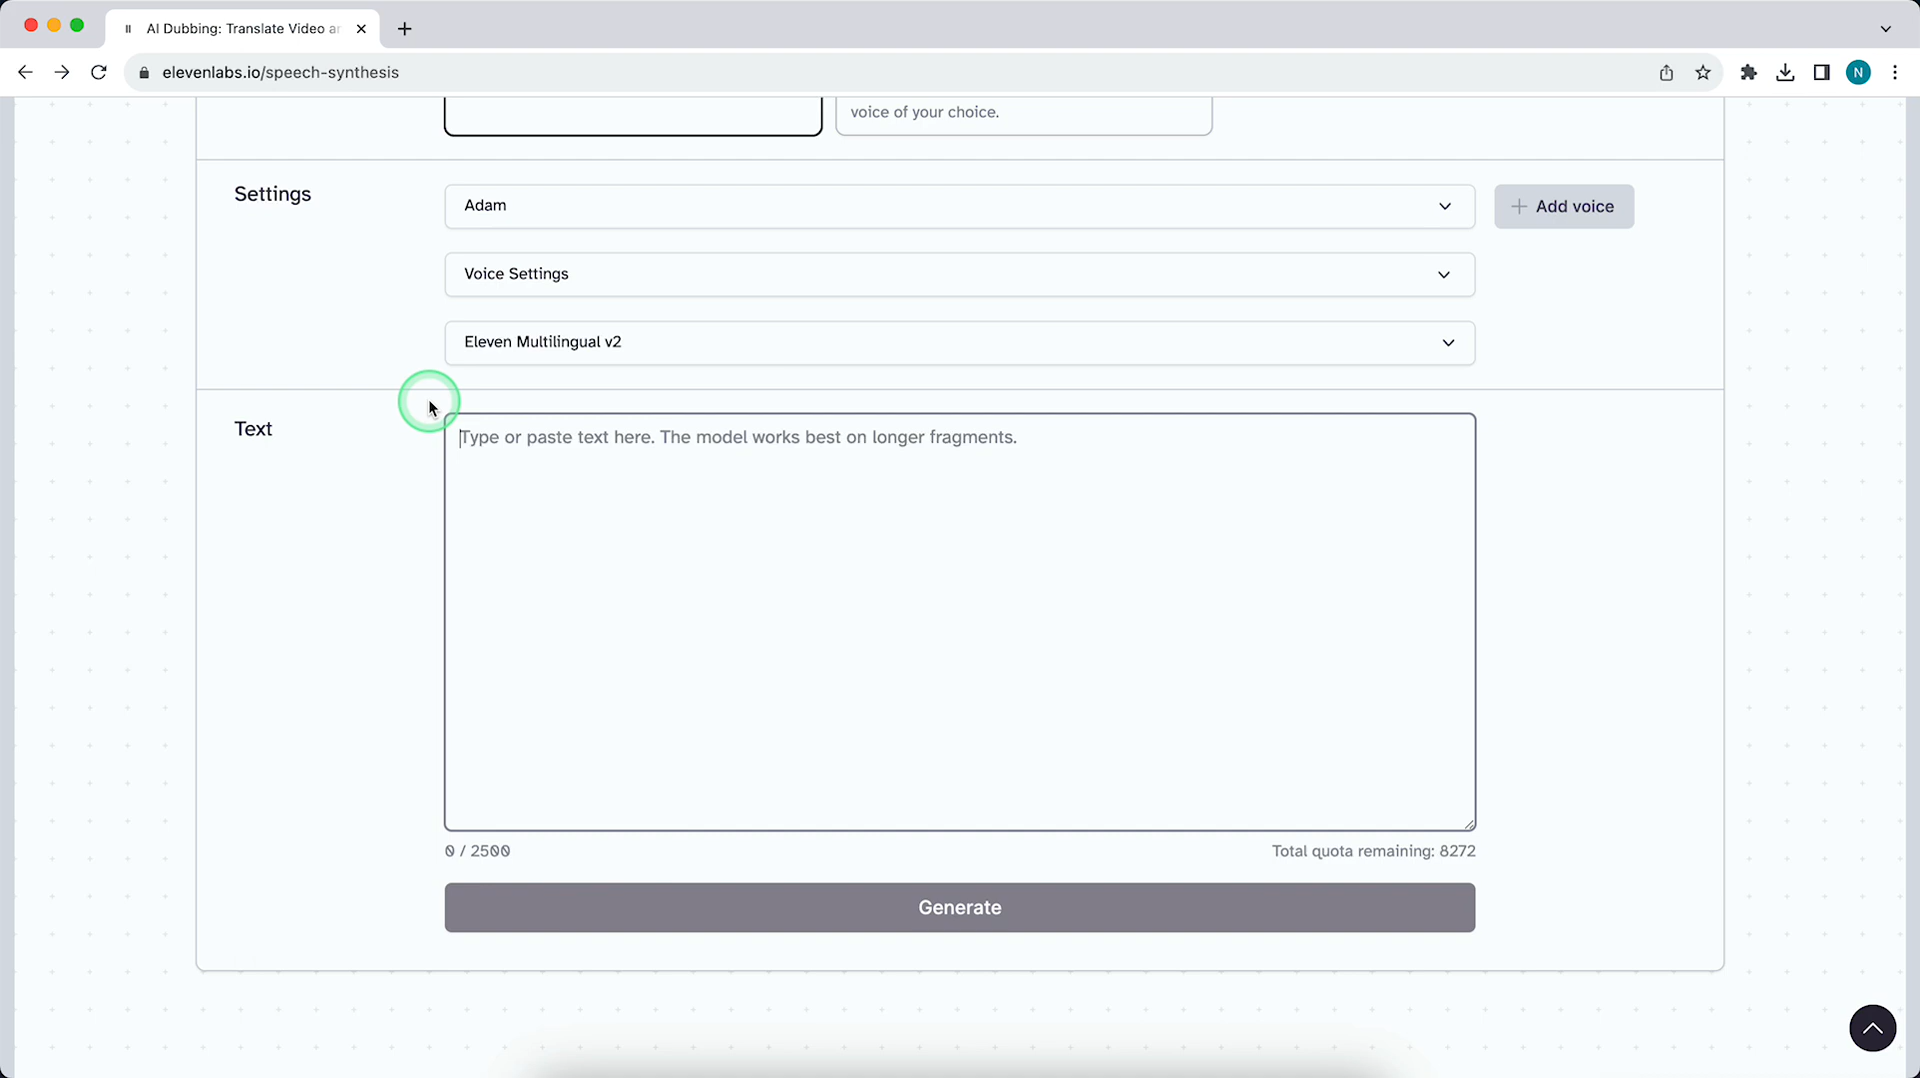 AI Dubbing: Translate Video ar
elevenlabs.io/speech-synthesis
N
voice of your choice.
Settings
Adam
Add voice
Voice Settings
Eleven Multilingual v2
Text
Type or paste text here. The model works best on longer fragments.
0 / 2500
Total quota remaining: 8272
Generate